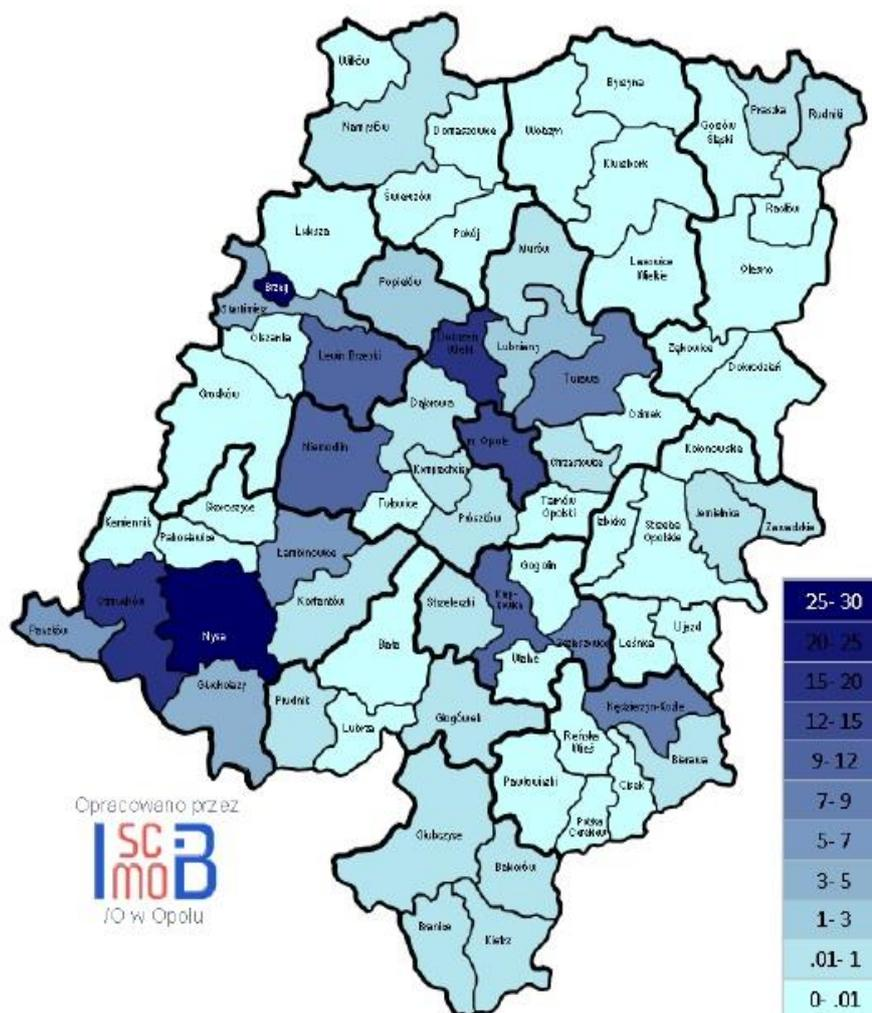 Wilków
Byczyna
Praszka
Rudniki
Gorzów
Śląski
Namysłów
Domaszowice
Wołczyn
Kluczbork
Radłów
Świerczów
Lubsza
Pokój
Murów
Lasowice
Wielkie
Olesno
Brzeg
Popielów
Skarbimierz
Olszanka
Lewin Brzeski
Dobrzeń
Wielki
Łubniany
Turawa
Zębowice
Dobrodzień
Grodków
Dąbrowa
Ozimek
Niemodlin
m. Opole
Chrząstowice
Kolonowskie
Komprachcice
Skoroszyce
Tułowice
Prószków
Tarnów
Opolski
Izbicko
Strzelce
Opolskie
Jemielnica
Zawadzkie
Kamiennik
Pakosławice
Łambinowice
Gogolin
Otmuchów
Korfantów
Strzeleczki
Krap-
kowice
Paczków
Nysa
Biała
Zdzieszowice
Leśnica
Ujazd
Walce
Głuchołazy
Prudnik
Lubrza
Głogówek
Kędzierzyn-Koźle
Reńska
Wieś
Bierawa
Pawłowiczki
Cisek
Polska
Cerekiew
Głubczyce
Baborów
Branice
Kietrz
25- 30
20- 25
15- 20
12- 15
9- 12
7- 9
5- 7
3- 5
1- 3
.01- 1
0- .01
Opracowano przez
ISCMOB
/O w Opolu